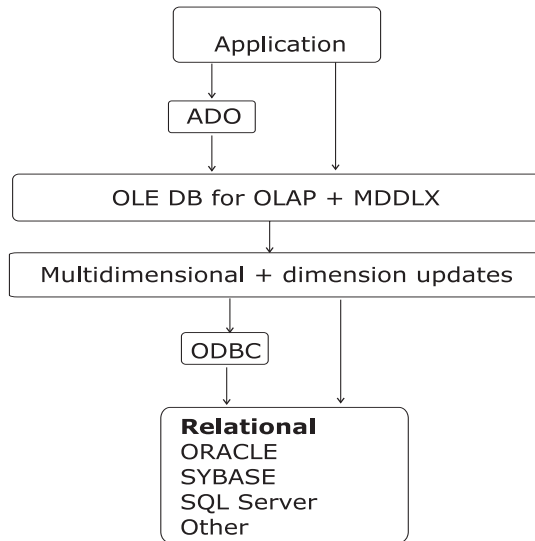 Application
ADO
OLE DB for OLAP + MDDLX
Multidimensional + dimension updates
ODBC
Relational
ORACLE
SYBASE
SQL Server
Other